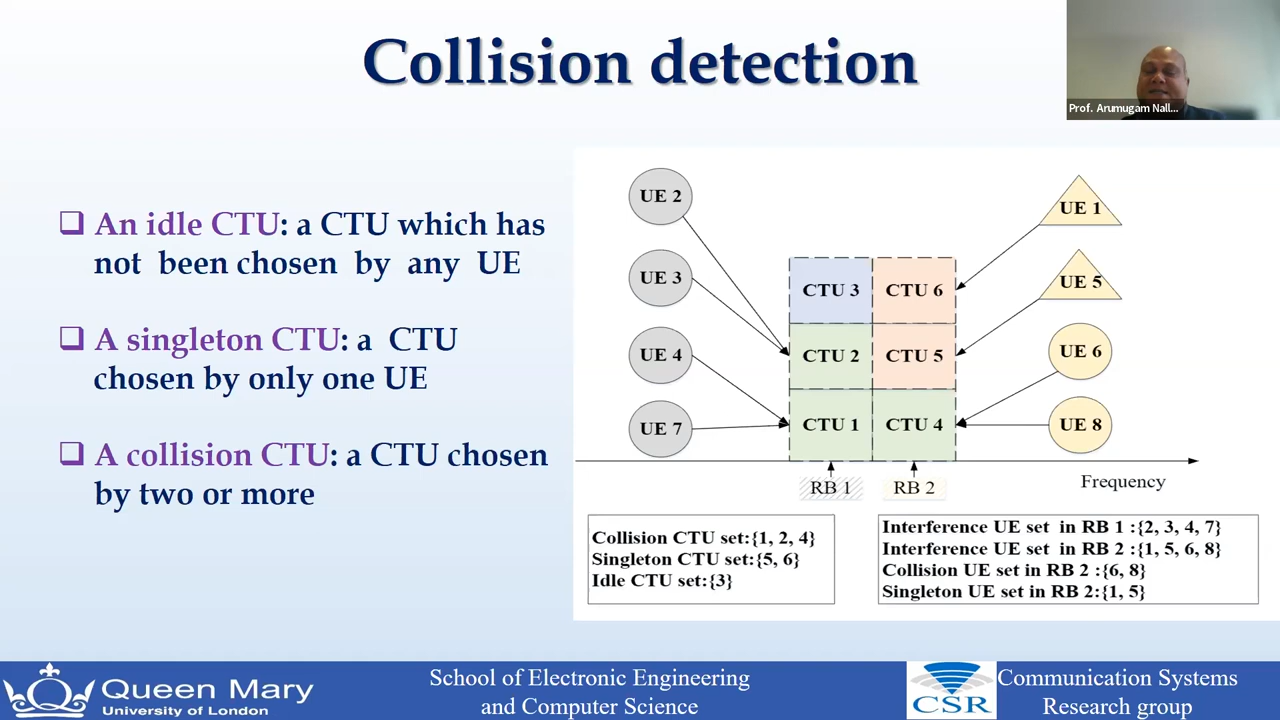 Collision detection
Prof. Arumugam Nall...
An idle CTU: a CTU which has
not been chosen by any UE
A singleton CTU: a CTU
chosen by only one UE
A collision CTU: a CTU chosen
by two or more
UE 2
UE 3
UE 4
UE 7
CTU 3
CTU 6
CTU 2
CTU 5
CTU 1
CTU 4
UE 1
UE 5
UE 6
UE 8
RB 1
RB 2
Frequency
Collision CTU set:{1, 2, 4}
Singleton CTU set:{5, 6}
Idle CTU set:{3}
Interference UE set in RB 1 :{2, 3, 4, 7}
Interference UE set in RB 2 :{1, 5, 6, 8}
Collision UE set in RB 2 :{6, 8}
Singleton UE set in RB 2:{1, 5}
Queen Mary
University of London
School of Electronic Engineering
and Computer Science
CSR
Communication Systems
Research group